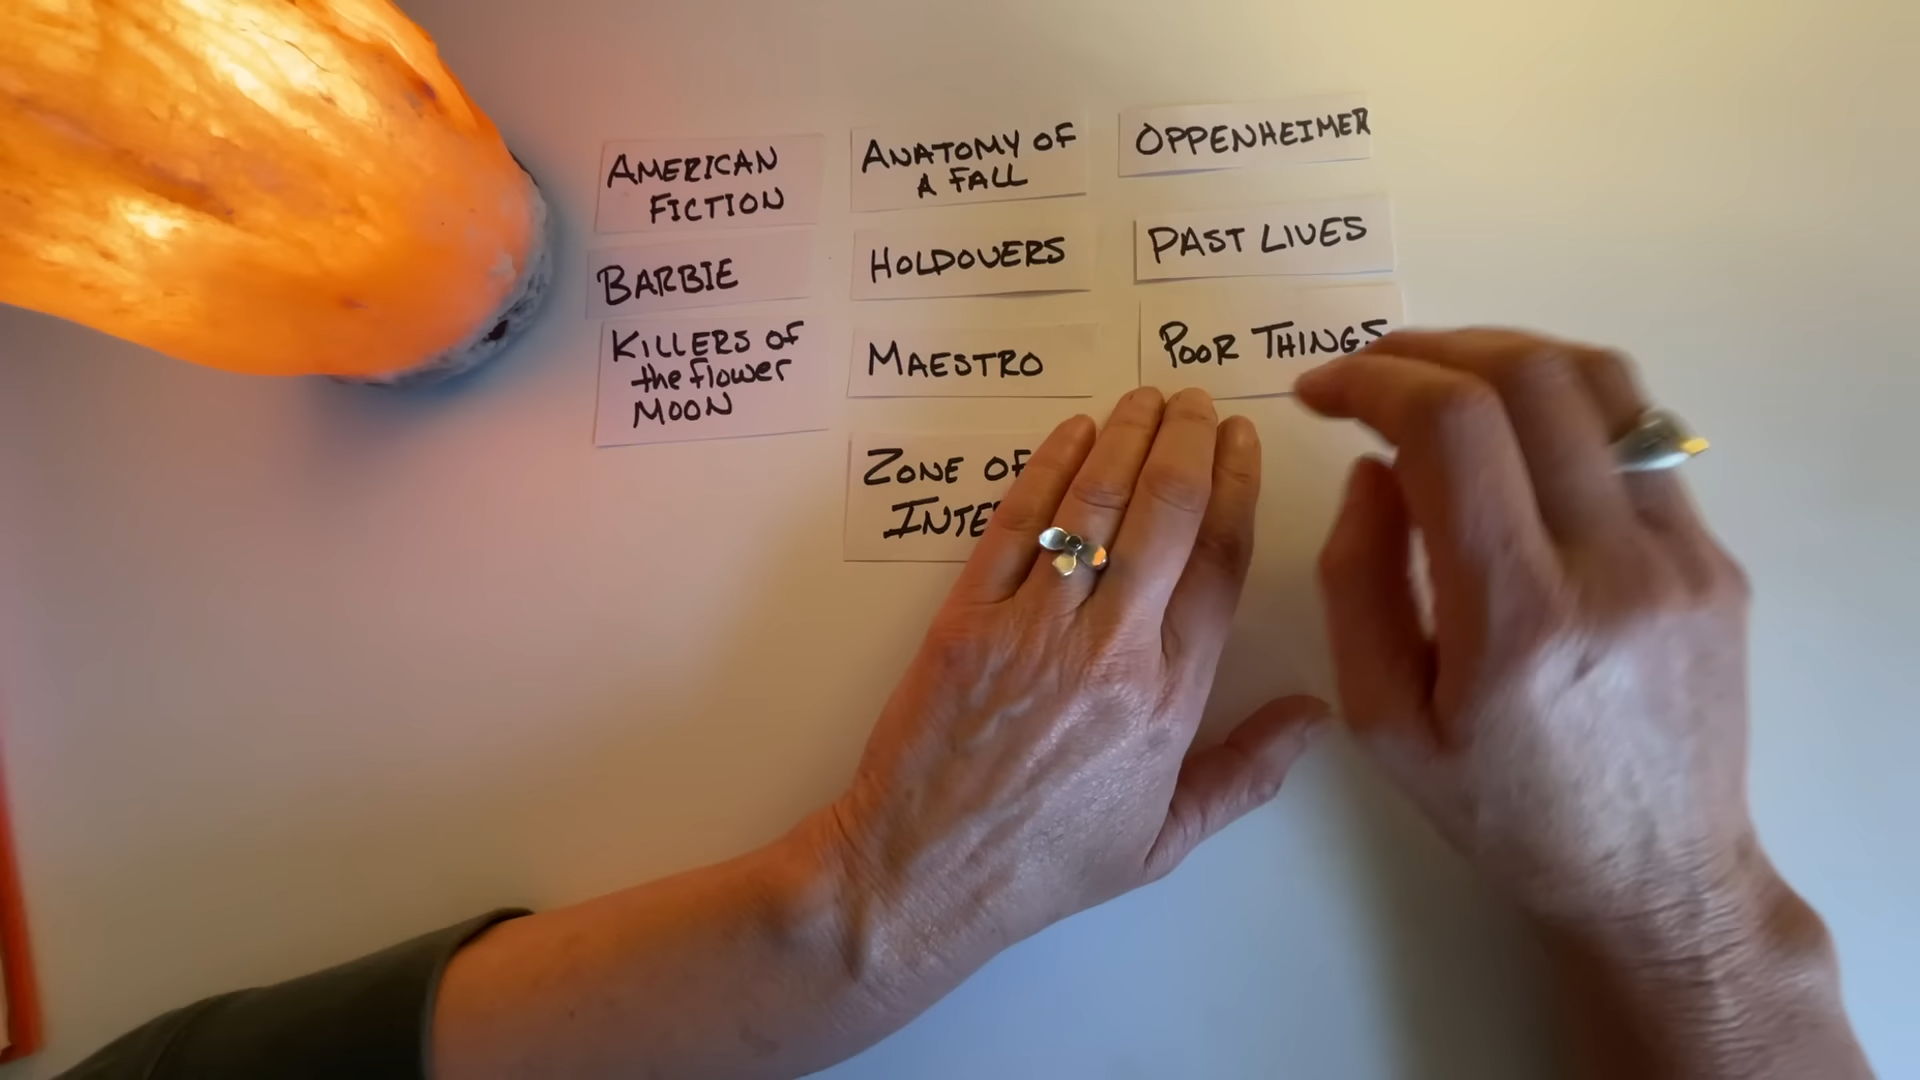 AMERICAN
FICTION
BARBIE
KILLERS OF
the flower
MOON
ANATOMY OF
A FALL
HOLDOVERS
MAESTRO
ZONE OF
INTE
OPPENHEIMER
PAST LIVES
POOR THINGS